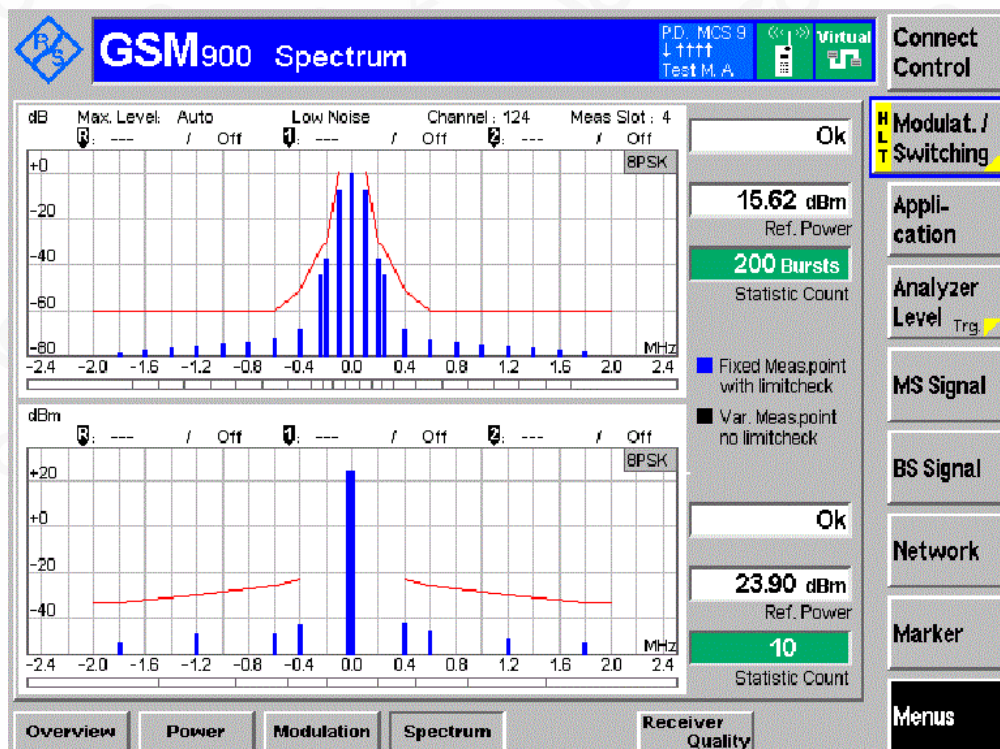 R S
GSM900 Spectrum
P.D. MCS 9
↓ ↑↑↑↑
Test M. A.
Virtual
Connect Control
dB Max. Level: Auto Low Noise Channel : 124 Meas Slot : 4
R: --- / Off 1: --- / Off 2: --- / Off
8PSK
+0
-20
-40
-60
-80
MHz
-2.4 -2.0 -1.6 -1.2 -0.8 -0.4 0.0 0.4 0.8 1.2 1.6 2.0 2.4
Ok
15.62 dBm
Ref. Power
200 Bursts
Statistic Count
Fixed Meas.point
with limitcheck
Var. Meas.point
no limitcheck
dBm
R: --- / Off 1: --- / Off 2: --- / Off
8PSK
+20
+0
-20
-40
MHz
-2.4 -2.0 -1.6 -1.2 -0.8 -0.4 0.0 0.4 0.8 1.2 1.6 2.0 2.4
Ok
23.90 dBm
Ref. Power
10
Statistic Count
HLT
Modulat. /
Switching
Appli-
cation
Analyzer
Level Trg.
MS Signal
BS Signal
Network
Marker
Menus
Overview
Power
Modulation
Spectrum
Receiver
Quality